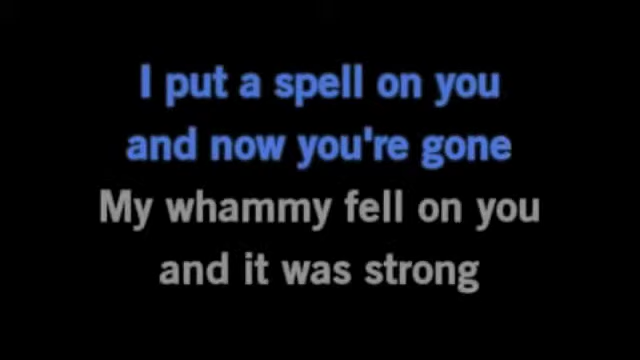 I put a spell on you
and now you're gone
My whammy fell on you
and it was strong